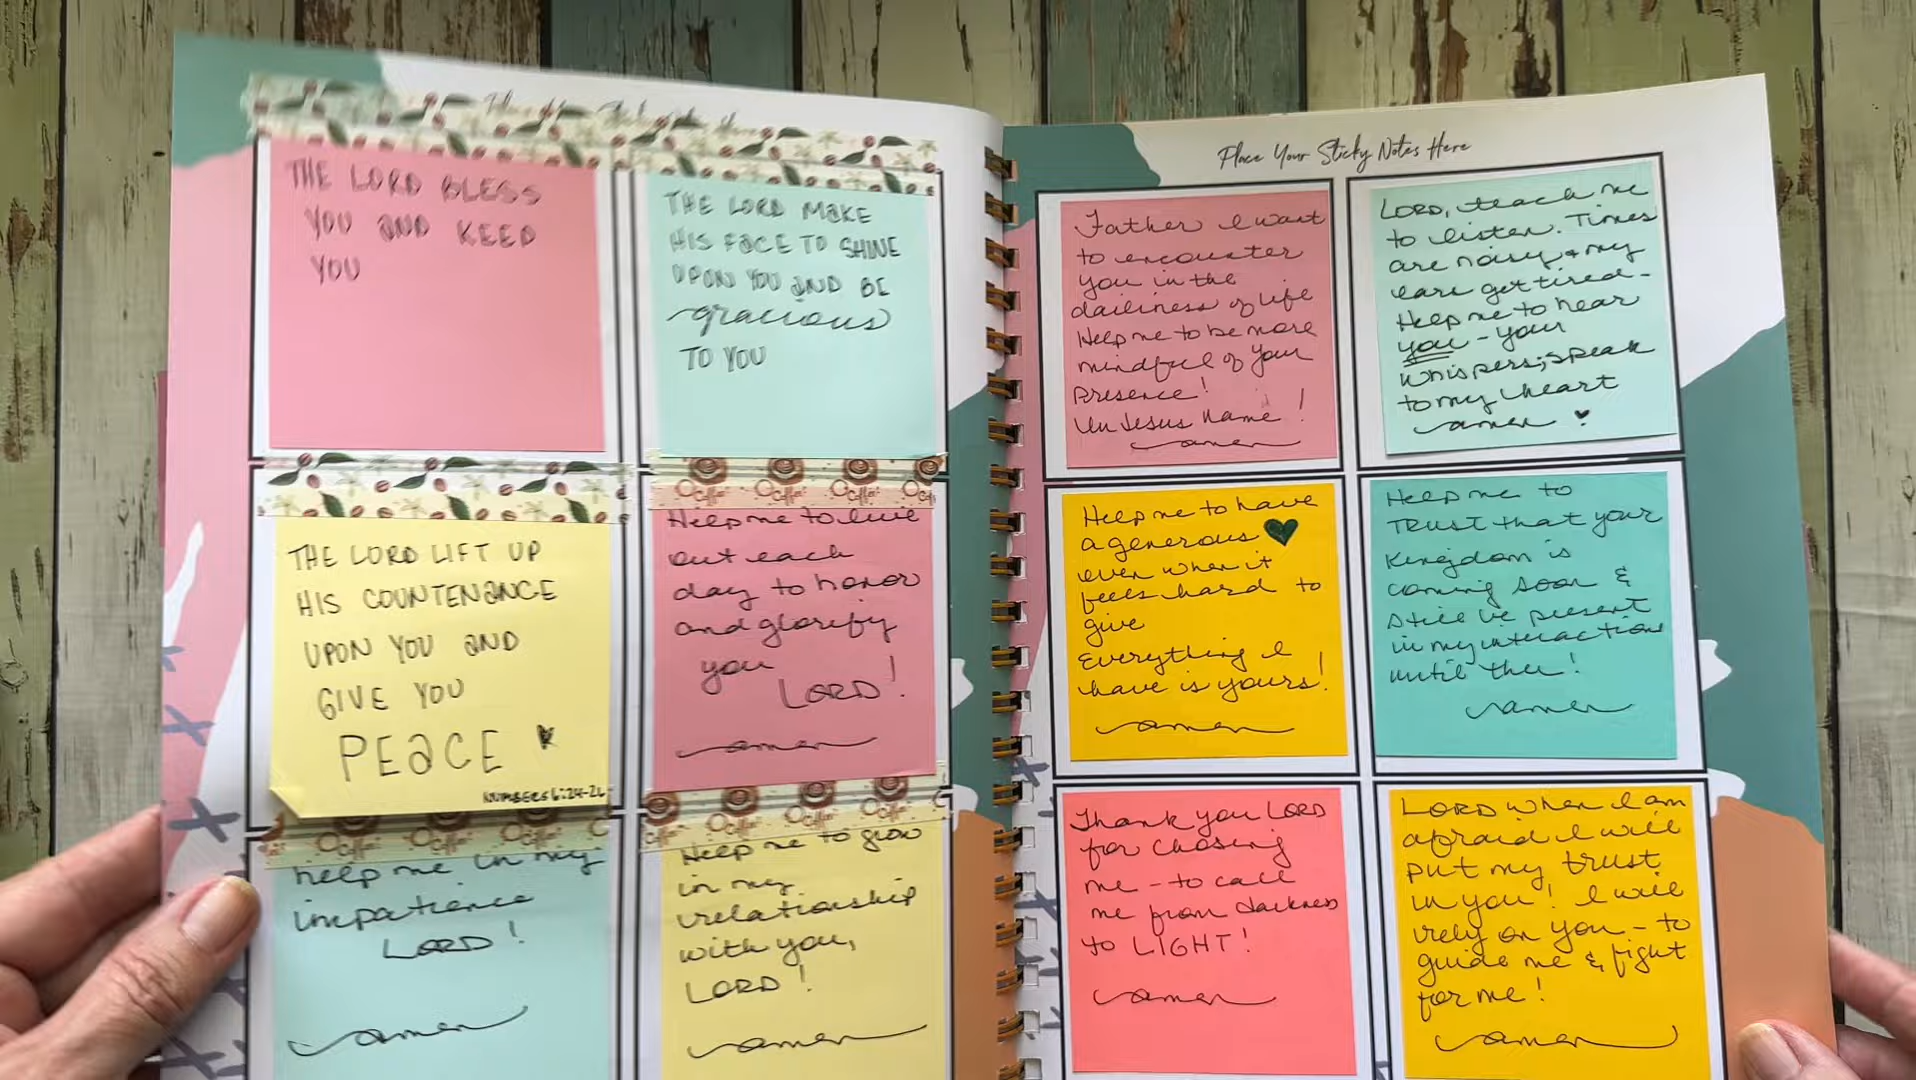 THE LORD BLESS
YOU AND KEEP
YOU
THE LORD MAKE
HIS FACE TO SHINE
UPON YOU AND BE
gracious
TO YOU
THE LORD LIFT UP
HIS COUNTENANCE
UPON YOU AND
GIVE YOU
PEACE
NUMBERS 6:24-26
Help me to live
out each
day to honor
and glorify
you
LORD!
amen
help me in my
impatience
LORD!
amen
Help me to grow
in my
relationship
with you,
LORD!
amen
Coffee Coffee Coffee Coffee
Coffee Coffee
Coffee Coffee Coffee
Place Your Sticky Notes Here
Father I want
to encounter
you in the
dailiness of life
Help me to be more
mindful of your
presence!
In Jesus Name!
amen
LORD, teach me
to listen. Times
are noisy & my
ears get tired -
Help me to hear
you - your
whispers; speak
to my heart
amen
Help me to have
a generous
even when it
feels hard to
give
Everything I
have is yours!
amen
Help me to
TRUST that your
Kingdom is
coming soon &
still be present
in my interactions
until then!
amen
Thank you LORD
for chosing
me - to call
me from darkness
to LIGHT!
amen
LORD when I am
afraid I will
put my trust
in you! I will
rely on you - to
guide me & fight
for me!
amen